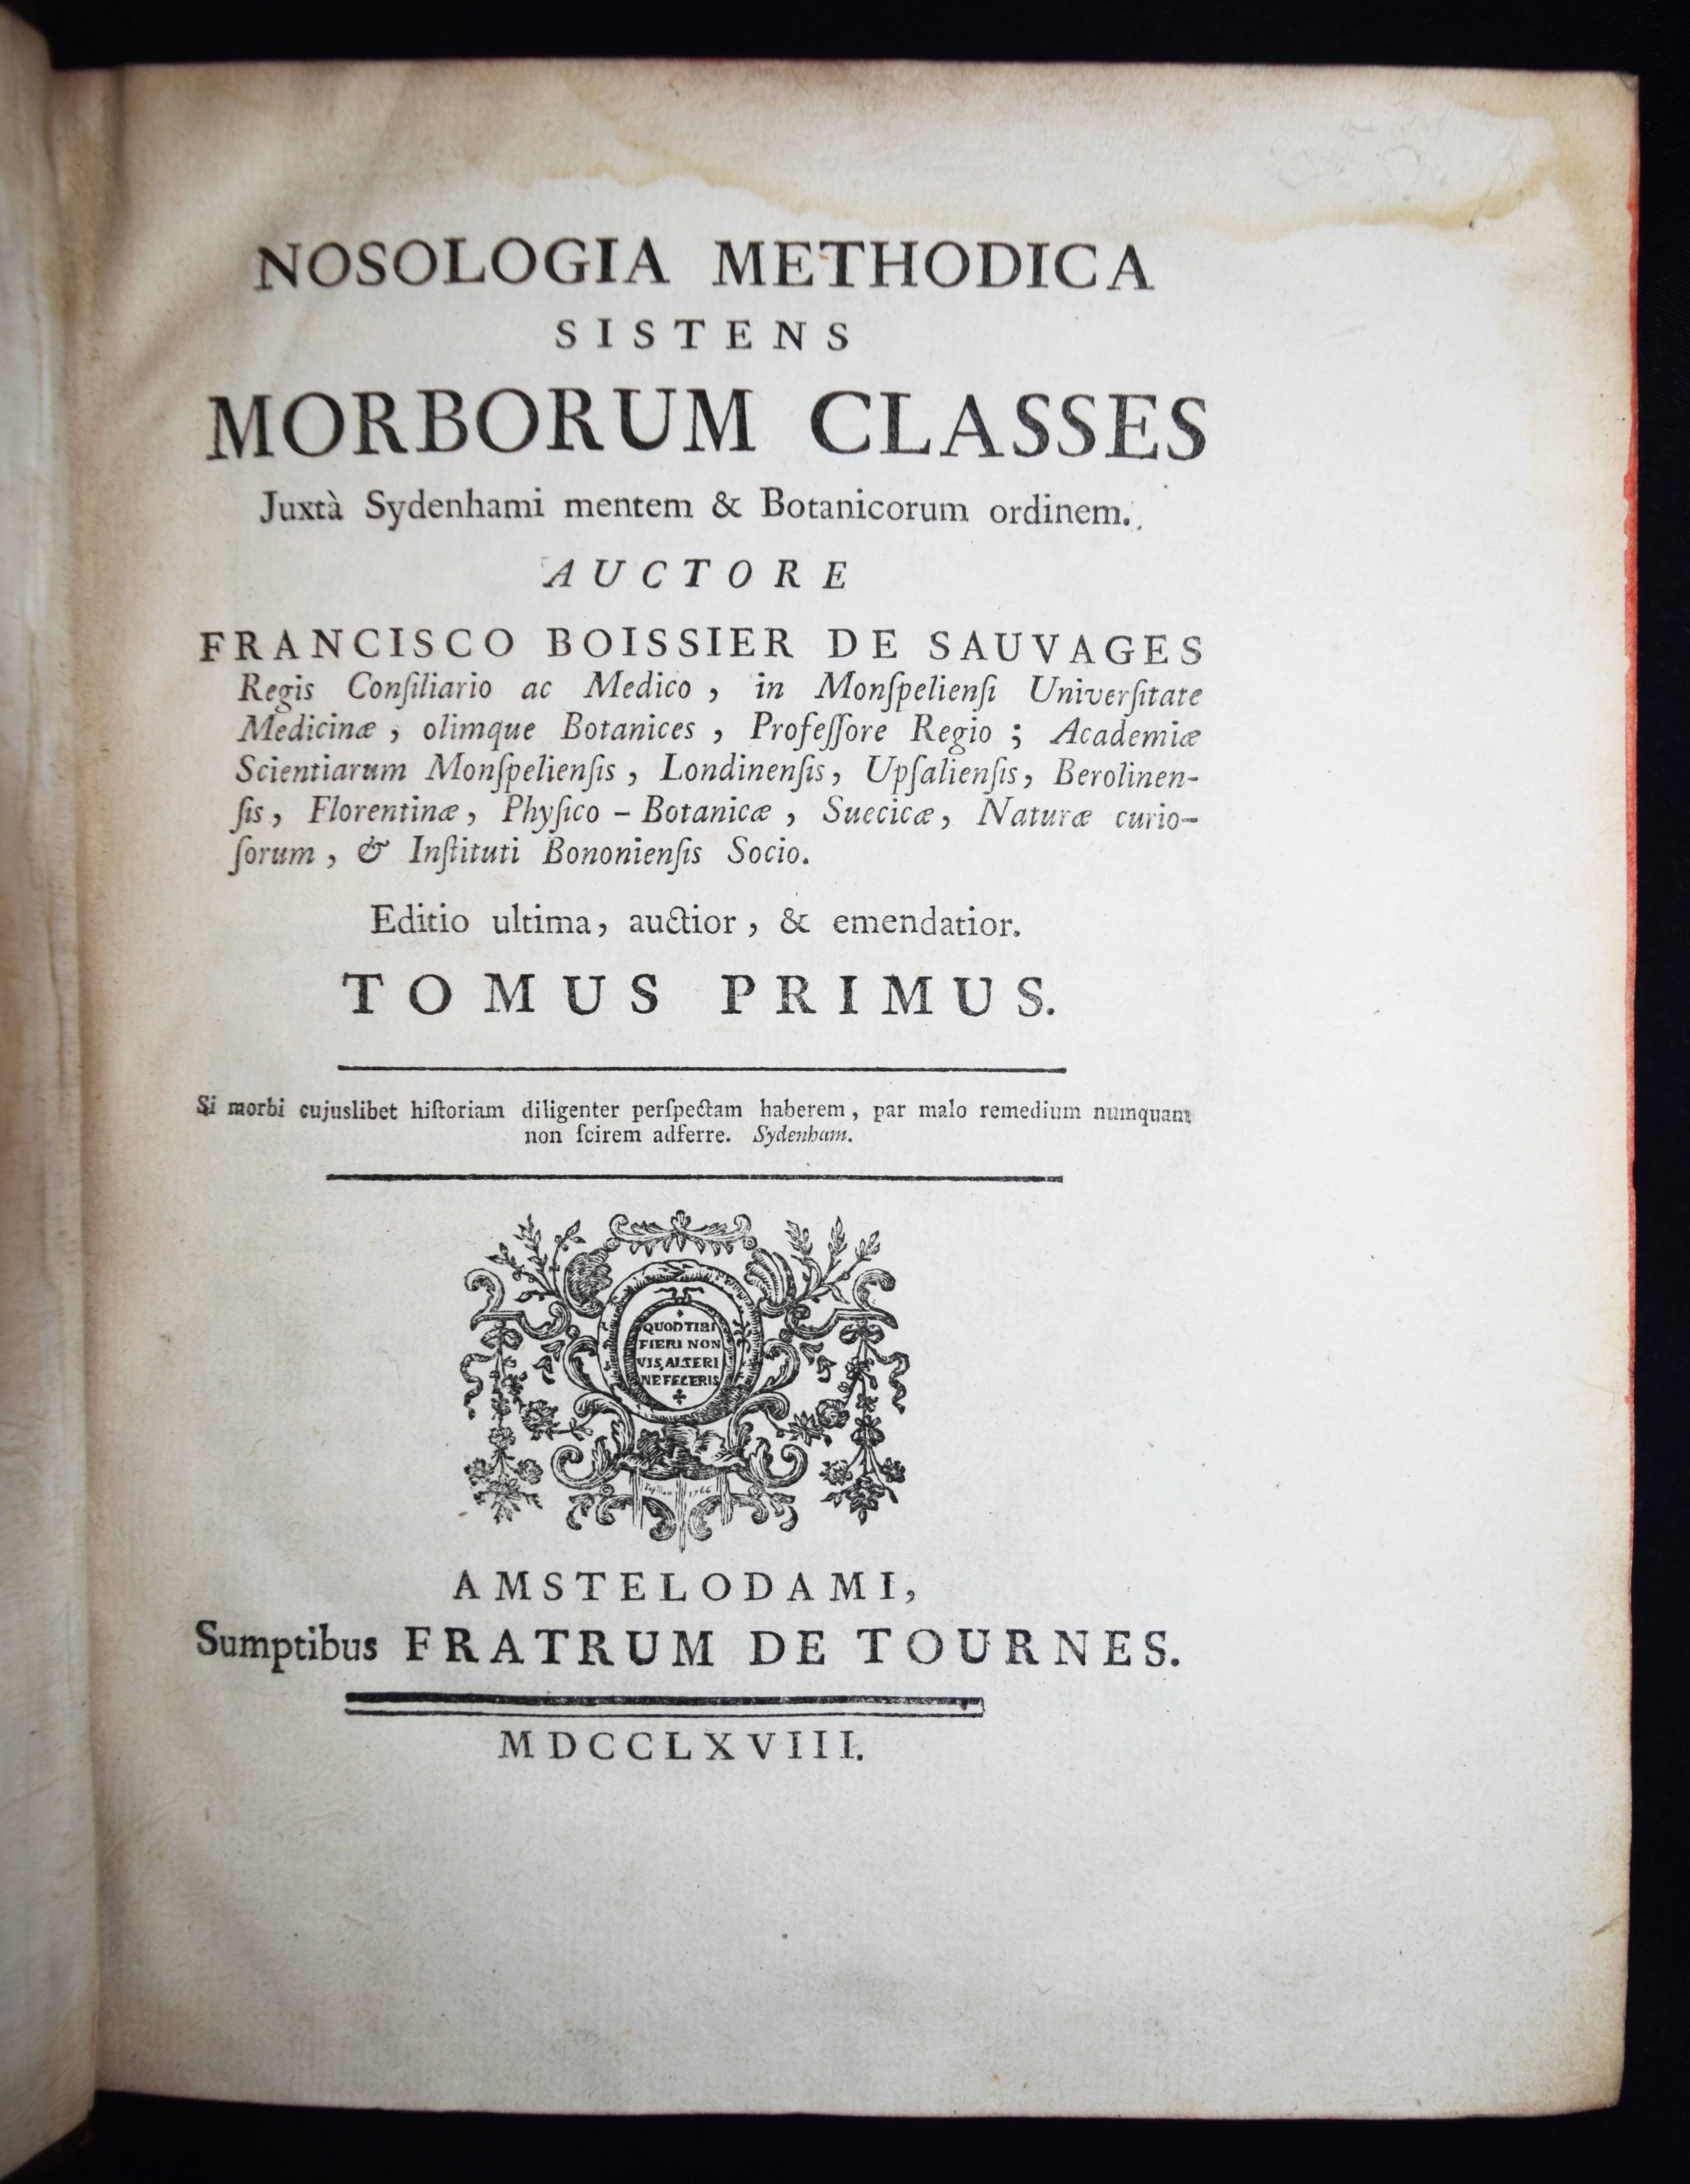 NOSOLOGIA METHODICA
SISTENS
MORBORUM CLASSES
Juxtà Sydenhami mentem & Botanicorum ordinem.
AUCTORE
FRANCISCO BOISSIER DE SAUVAGES
Regis Conſiliario ac Medico, in Monſpelienſi Univerſitate
Medicinæ, olimque Botanices, Profeſſore Regio; Academiæ
Scientiarum Monſpelienſis, Londinenſis, Upſalienſis, Berolinen-
ſis, Florentinæ, Phyſico-Botanicæ, Suecicæ, Naturæ curio-
ſorum, & Inſtituti Bononienſis Socio.
Editio ultima, auctior, & emendatior.
TOMUS PRIMUS.
Si morbi cujuslibet hiſtoriam diligenter perſpectam haberem, par malo remedium numquam
non ſcirem adferre. Sydenham.
QUOD TIBI
FIERI NON
VIS, ALTERI
NE FECERIS
1766
AMSTELODAMI,
Sumptibus FRATRUM DE TOURNES.
MDCCLXVIII.